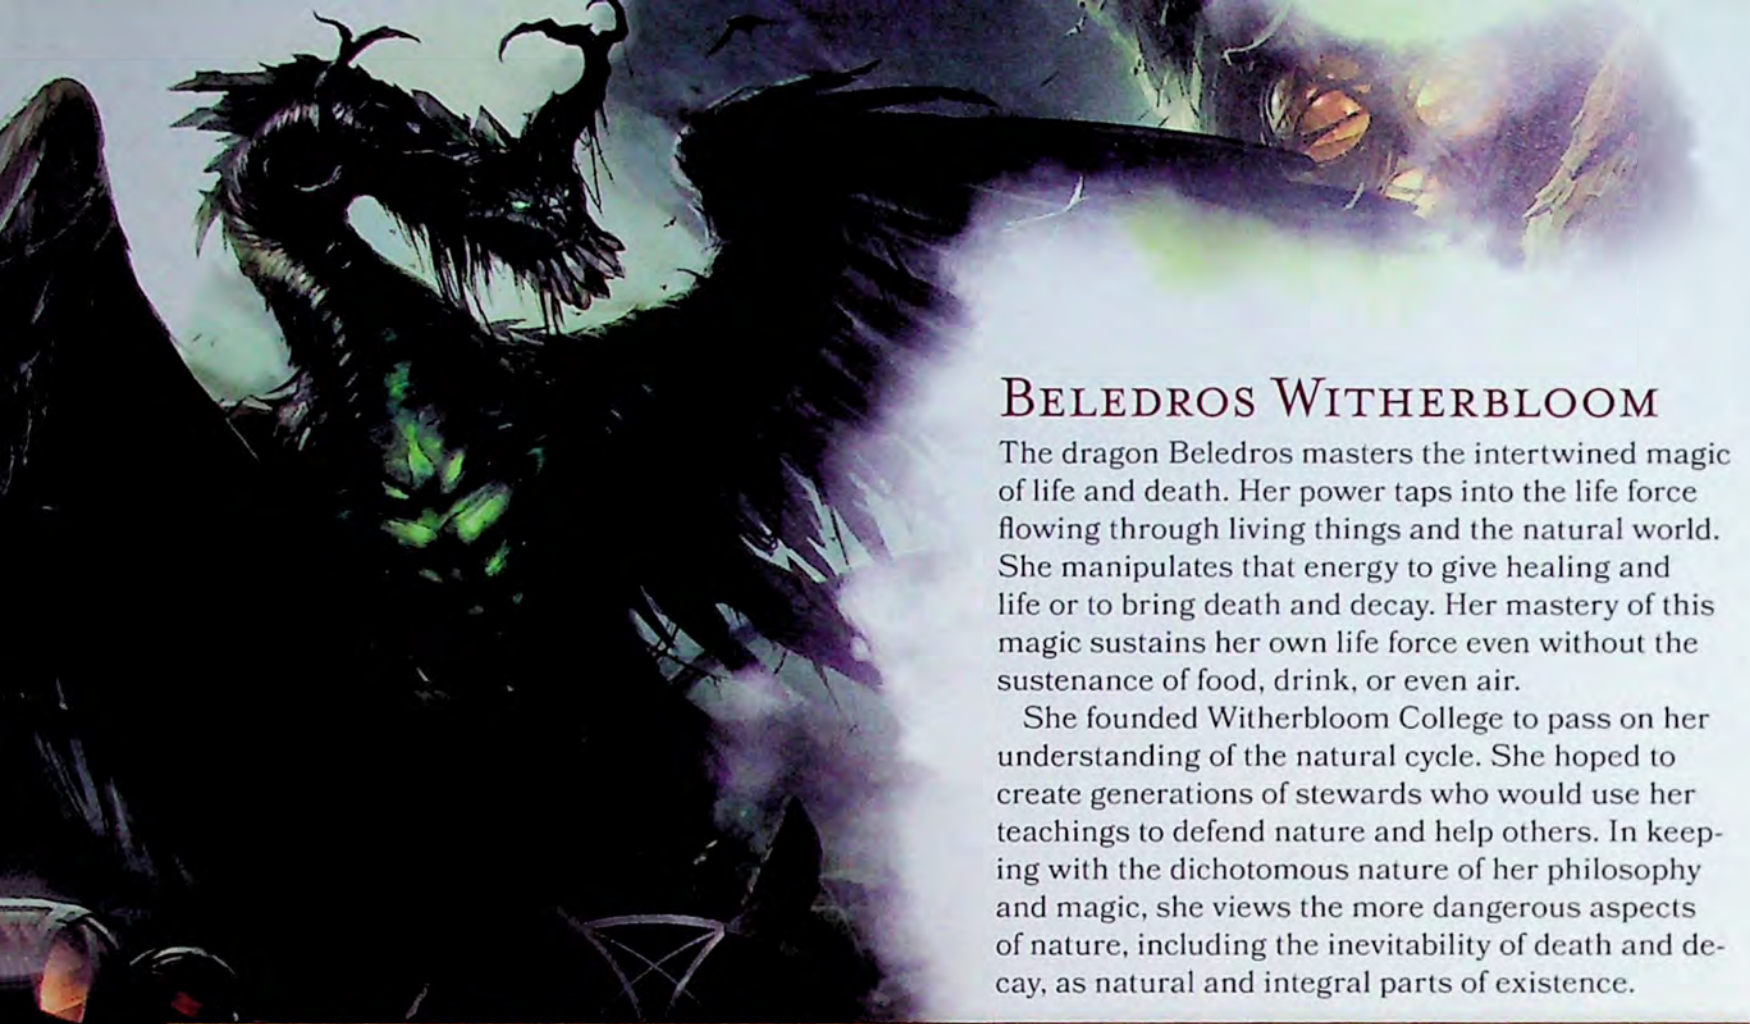 BELEDROS WITHERBLOOM
The dragon Beledros masters the intertwined magic
of life and death. Her power taps into the life force
flowing through living things and the natural world.
She manipulates that energy to give healing and
life or to bring death and decay. Her mastery of this
magic sustains her own life force even without the
sustenance of food, drink, or even air.
She founded Witherbloom College to pass on her
understanding of the natural cycle. She hoped to
create generations of stewards who would use her
teachings to defend nature and help others. In keep-
ing with the dichotomous nature of her philosophy
and magic, she views the more dangerous aspects
of nature, including the inevitability of death and de-
cay, as natural and integral parts of existence.